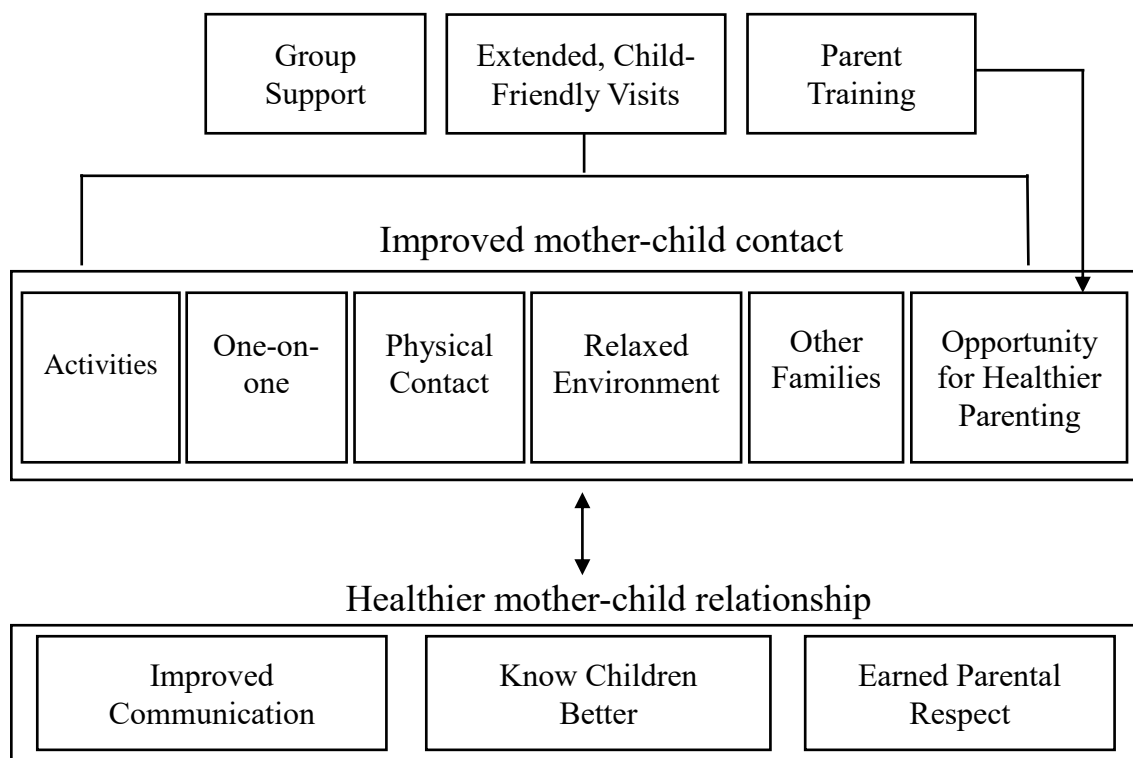 Group
Support
Extended, Child-
Friendly Visits
Parent
Training
Improved mother-child contact
Activities
One-on-
one
Physical
Contact
Relaxed
Environment
Other
Families
Opportunity
for Healthier
Parenting
Healthier mother-child relationship
Improved
Communication
Know Children
Better
Earned Parental
Respect